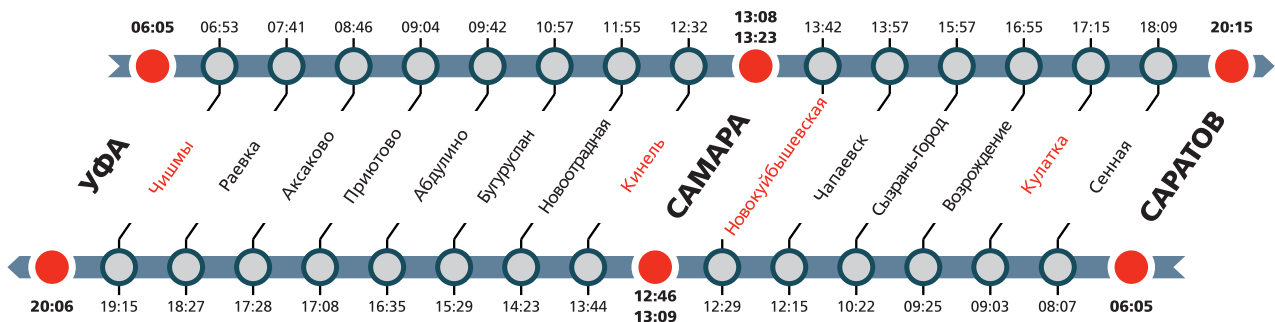 06:05
06:53
07:41
08:46
09:04
09:42
10:57
11:55
12:32
13:08
13:23
13:42
13:57
15:57
16:55
17:15
18:09
20:15
УФА
Чишмы
Раевка
Аксаково
Приютово
Абдулино
Бугуруслан
Новоотрадная
Кинель
САМАРА
Новокуйбышевская
Чапаевск
Сызрань-Город
Возрождение
Кулатка
Сенная
САРАТОВ
20:06
19:15
18:27
17:28
17:08
16:35
15:29
14:23
13:44
12:46
13:09
12:29
12:15
10:22
09:25
09:03
08:07
06:05